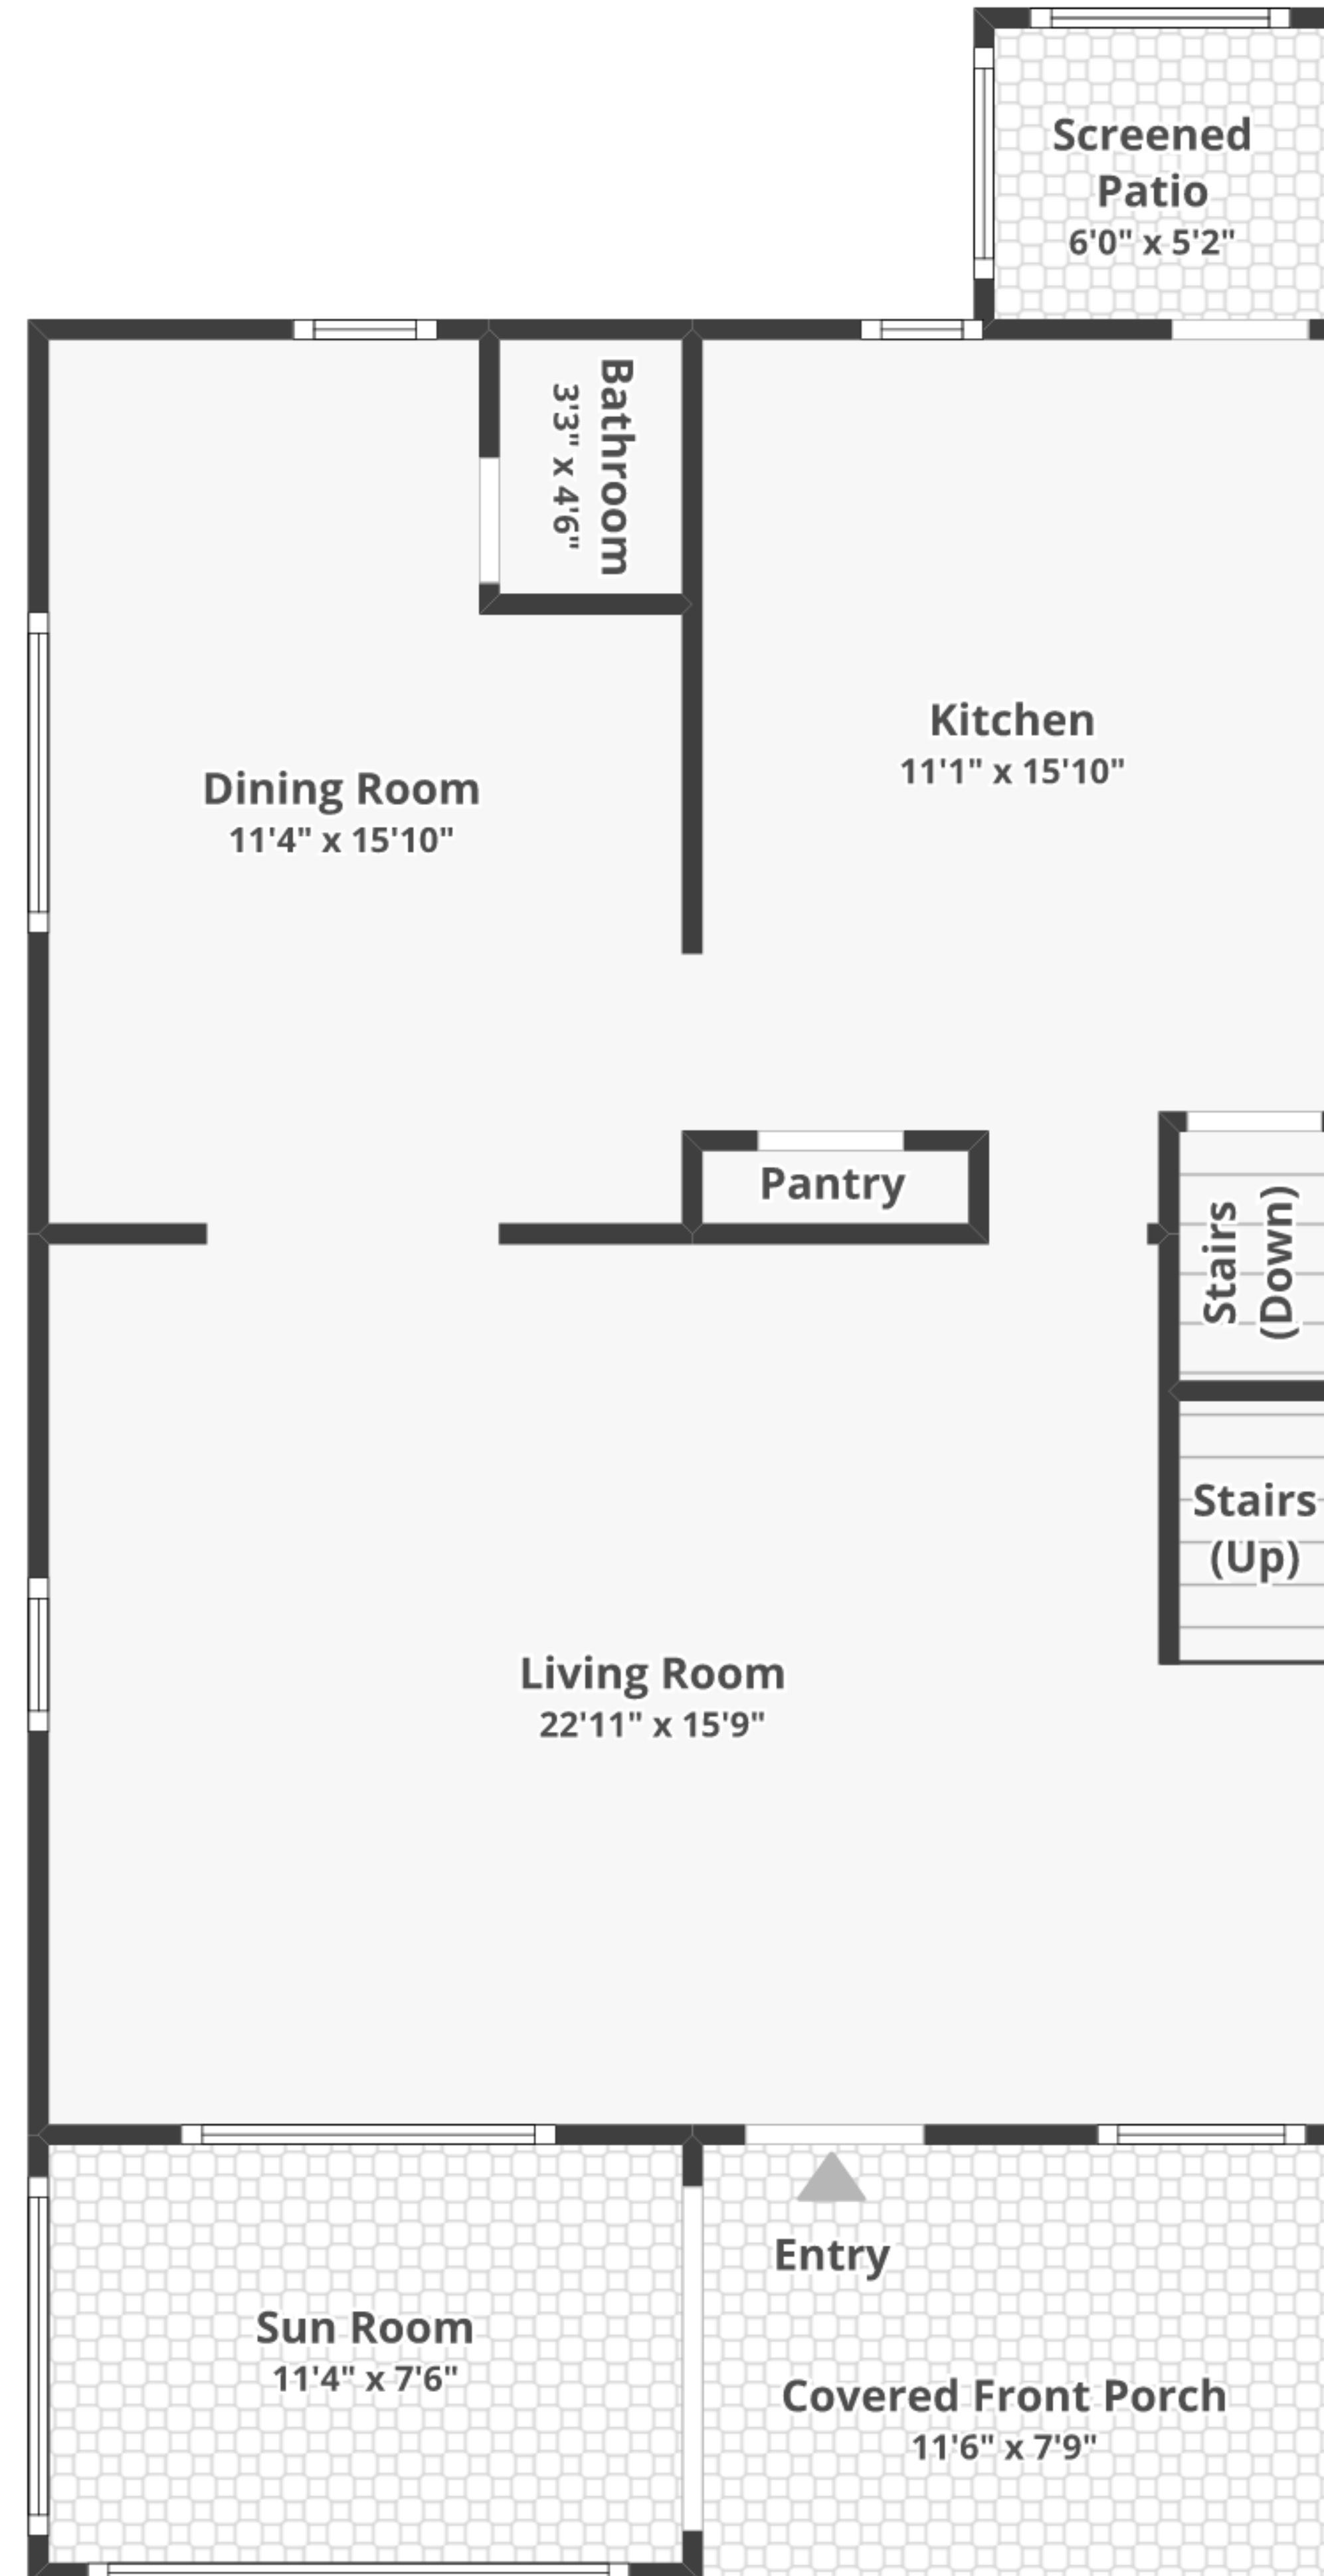 Screened
Patio
6'0" x 5'2"
Bathroom
3'3" x 4'6"
Kitchen
11'1" x 15'10"
Dining Room
11'4" x 15'10"
Pantry
Stairs
(Down)
Stairs
(Up)
Living Room
22'11" x 15'9"
Entry
Sun Room
11'4" x 7'6"
Covered Front Porch
11'6" x 7'9"